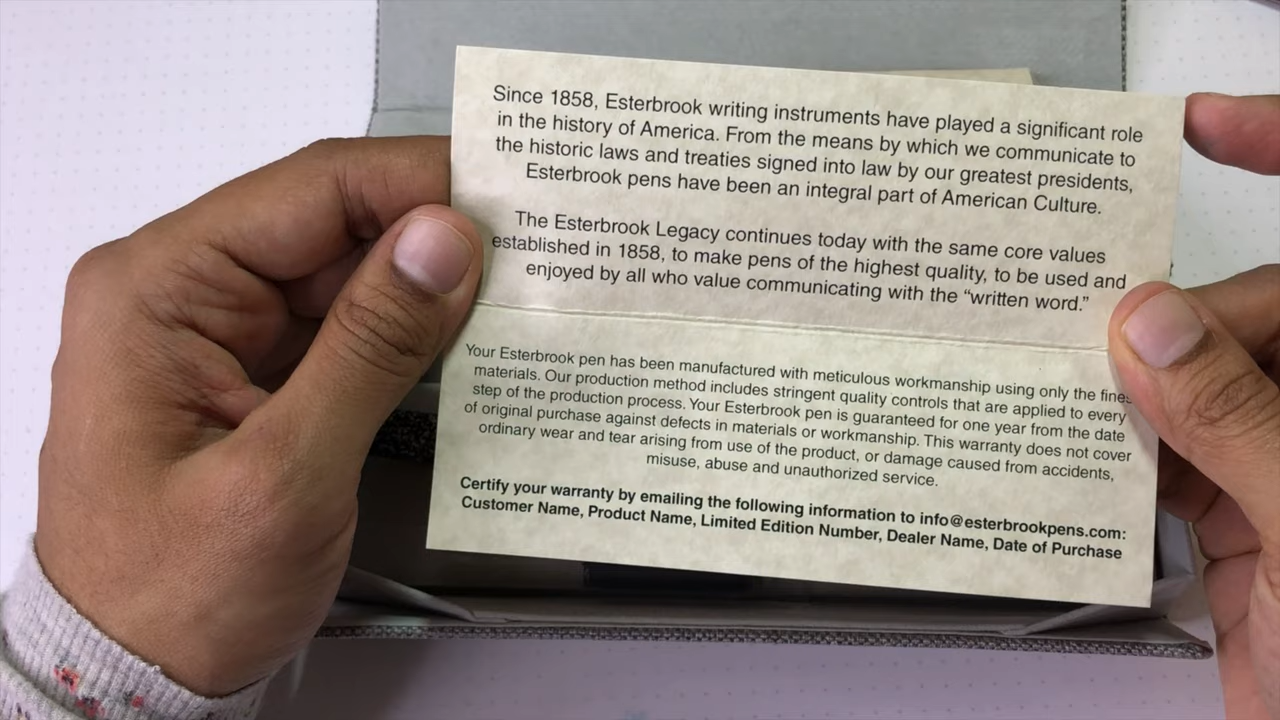 Since 1858, Esterbrook writing instruments have played a significant role
in the history of America. From the means by which we communicate to
the historic laws and treaties signed into law by our greatest presidents,
Esterbrook pens have been an integral part of American Culture.
The Esterbrook Legacy continues today with the same core values
established in 1858, to make pens of the highest quality, to be used and
enjoyed by all who value communicating with the “written word.”
Your Esterbrook pen has been manufactured with meticulous workmanship using only the fines
materials. Our production method includes stringent quality controls that are applied to every
step of the production process. Your Esterbrook pen is guaranteed for one year from the date
of original purchase against defects in materials or workmanship. This warranty does not cover
ordinary wear and tear arising from use of the product, or damage caused from accidents,
misuse, abuse and unauthorized service.
Certify your warranty by emailing the following information to info@esterbrookpens.com:
Customer Name, Product Name, Limited Edition Number, Dealer Name, Date of Purchase